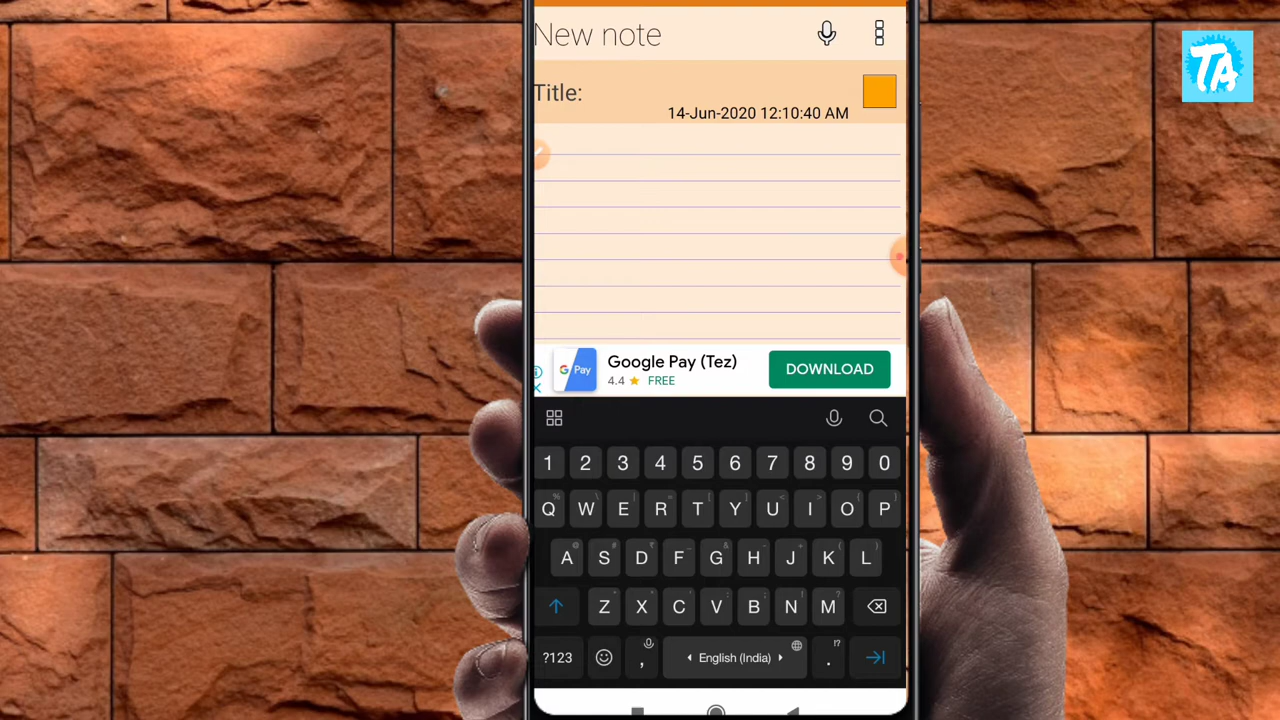 New note
TA
Title:
14-Jun-2020 12:10:40 AM
G Pay
Google Pay (Tez)
4.4 ★ FREE
DOWNLOAD
1 2 3 4 5 6 7 8 9 0
Q W E R T Y U I O P
A S D F G H J K L
Z X C V B N M
?123 , English (India) . !?